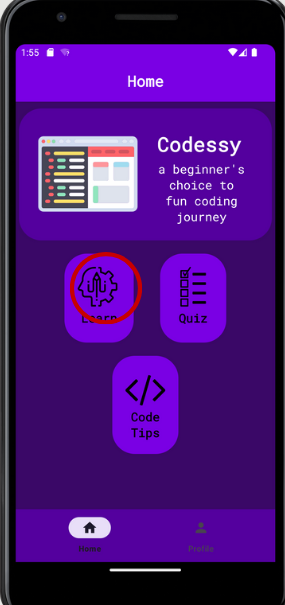 1:55
Home
Codessy
a beginner's
choice to
fun coding
journey
Learn
Quiz
Code
Tips
Home
Profile